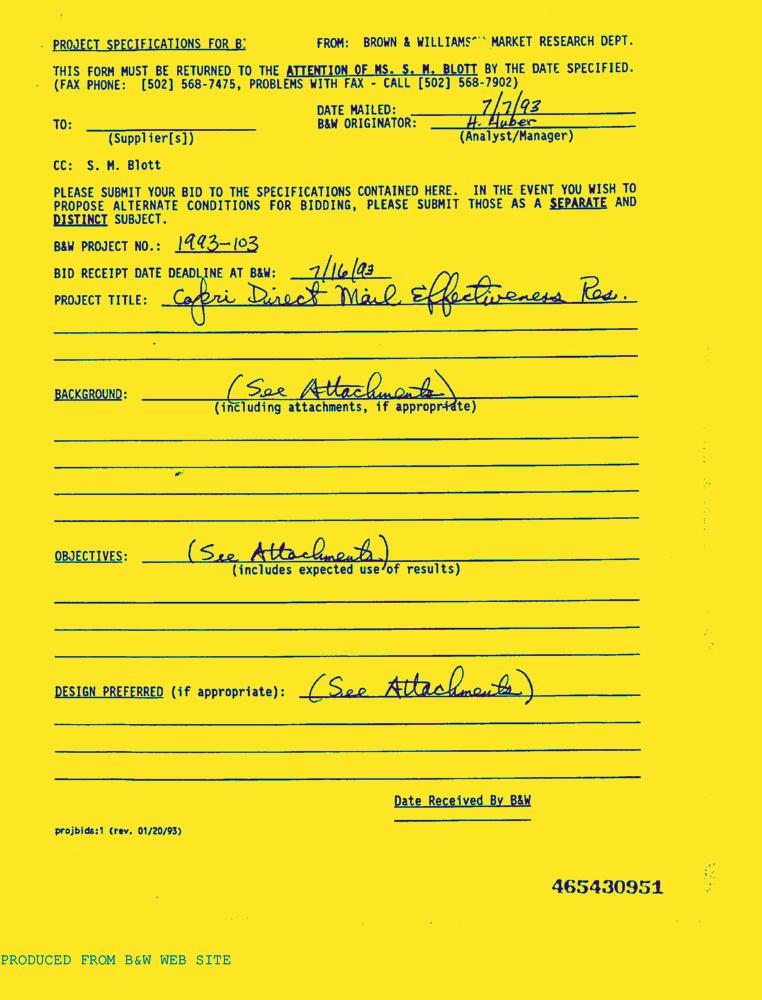 PROJECT SPECIFICATIONS FOR B: FROM: BROWN & WILLIAMS MARKET RESEARCH DEPT.
THIS FORM MUST BE RETURNED TO THE ATTENTION OF MS. S. M. BLOTT BY THE DATE SPECIFIED.
(FAX PHONE: [502] 568-7475, PROBLEMS WITH FAX - CALL [502] 568-7902)
DATE MAILED: 7/7/93
TO: B&W ORIGINATOR: H. Huber
(Supplier[s]) (Analyst/Manager)
CC: S. M. Blott
PLEASE SUBMIT YOUR BID TO THE SPECIFICATIONS CONTAINED HERE. IN THE EVENT YOU WISH TO
PROPOSE ALTERNATE CONDITIONS FOR BIDDING, PLEASE SUBMIT THOSE AS A SEPARATE AND
DISTINCT SUBJECT.
B&W PROJECT NO.: 1993-103
BID RECEIPT DATE DEADLINE AT B&W: 7/16/93
PROJECT TITLE: Capri Direct Mail Effectiveness Res.
BACKGROUND: (See Attachments)
(including attachments, if appropriate)
OBJECTIVES: (See Attachments)
(includes expected use of results)
DESIGN PREFERRED (if appropriate): (See Attachments)
Date Received By B&W
projbids:1 (rev. 01/20/93)
465430951
PRODUCED FROM B&W WEB SITE